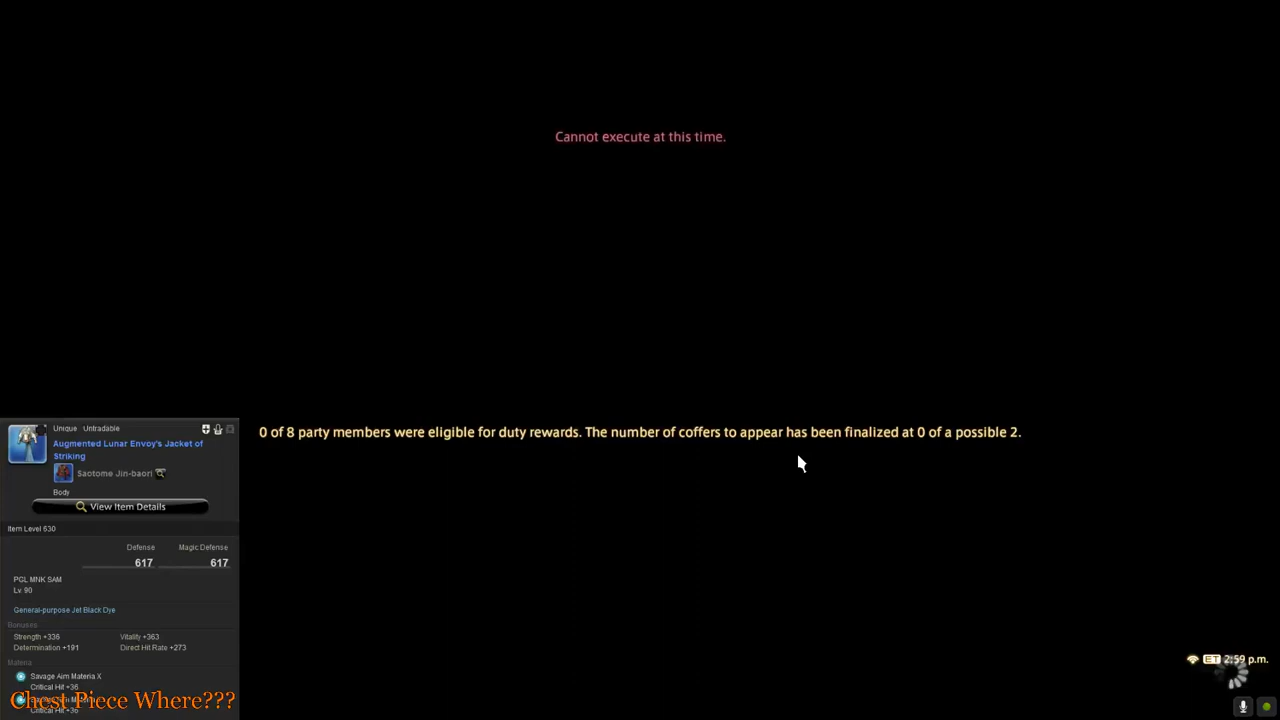 Cannot execute at this time.
0 of 8 party members were eligible for duty rewards. The number of coffers to appear has been finalized at 0 of a possible 2.
Unique Untradable
Augmented Lunar Envoy's Jacket of
Striking
Saotome Jin-baori
Body
View Item Details
Item Level 630
Defense Magic Defense
617 617
PGL MNK SAM
Lv. 90
General-purpose Jet Black Dye
Bonuses
Strength +336 Vitality +363
Determination +191 Direct Hit Rate +273
Materia
Savage Aim Materia X
Critical Hit +36
Chest Piece Where???
Critical Hit +36
ET 2:59 p.m.